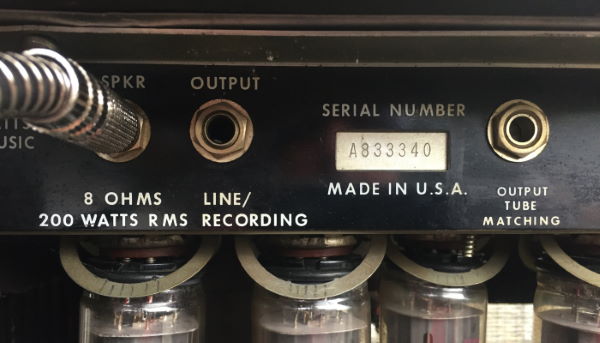 SPKR
OUTPUT
SERIAL NUMBER
A833340
MADE IN U.S.A.
8 OHMS
200 WATTS RMS
LINE/
RECORDING
OUTPUT
TUBE
MATCHING